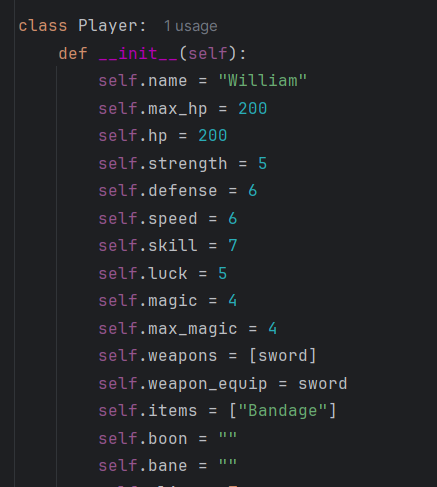 class Player: 1 usage
def __init__(self):
self.name = "William"
self.max_hp = 200
self.hp = 200
self.strength = 5
self.defense = 6
self.speed = 6
self.skill = 7
self.luck = 5
self.magic = 4
self.max_magic = 4
self.weapons = [sword]
self.weapon_equip = sword
self.items = ["Bandage"]
self.boon = ""
self.bane = ""